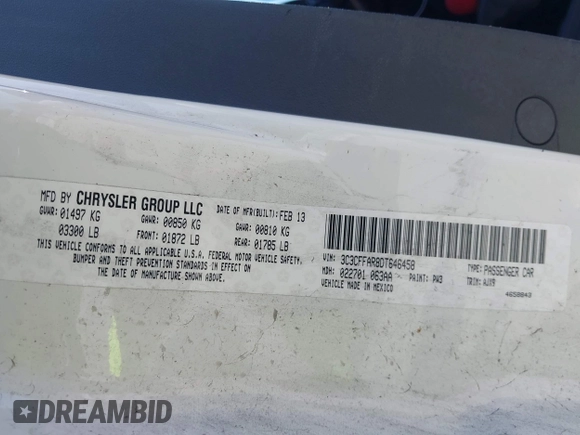 MFD BY CHRYSLER GROUP LLC DATE OF MFR(BUILT): FEB 13
GVWR: 01497 KG GAWR: 00850 KG GAWR: 00810 KG
03300 LB FRONT: 01872 LB REAR: 01785 LB
THIS VEHICLE CONFORMS TO ALL APPLICABLE U.S.A. FEDERAL MOTOR VEHICLE SAFETY,
BUMPER AND THEFT PREVENTION STANDARDS IN EFFECT ON
THE DATE OF MANUFACTURE SHOWN ABOVE.
VIN: 3C3CFFAR8DT646458 TYPE: PASSENGER CAR
MDH: 022701 063AA PAINT: PW3 TRIM: AJX9
VEHICLE MADE IN MEXICO 4658843
DREAMBID